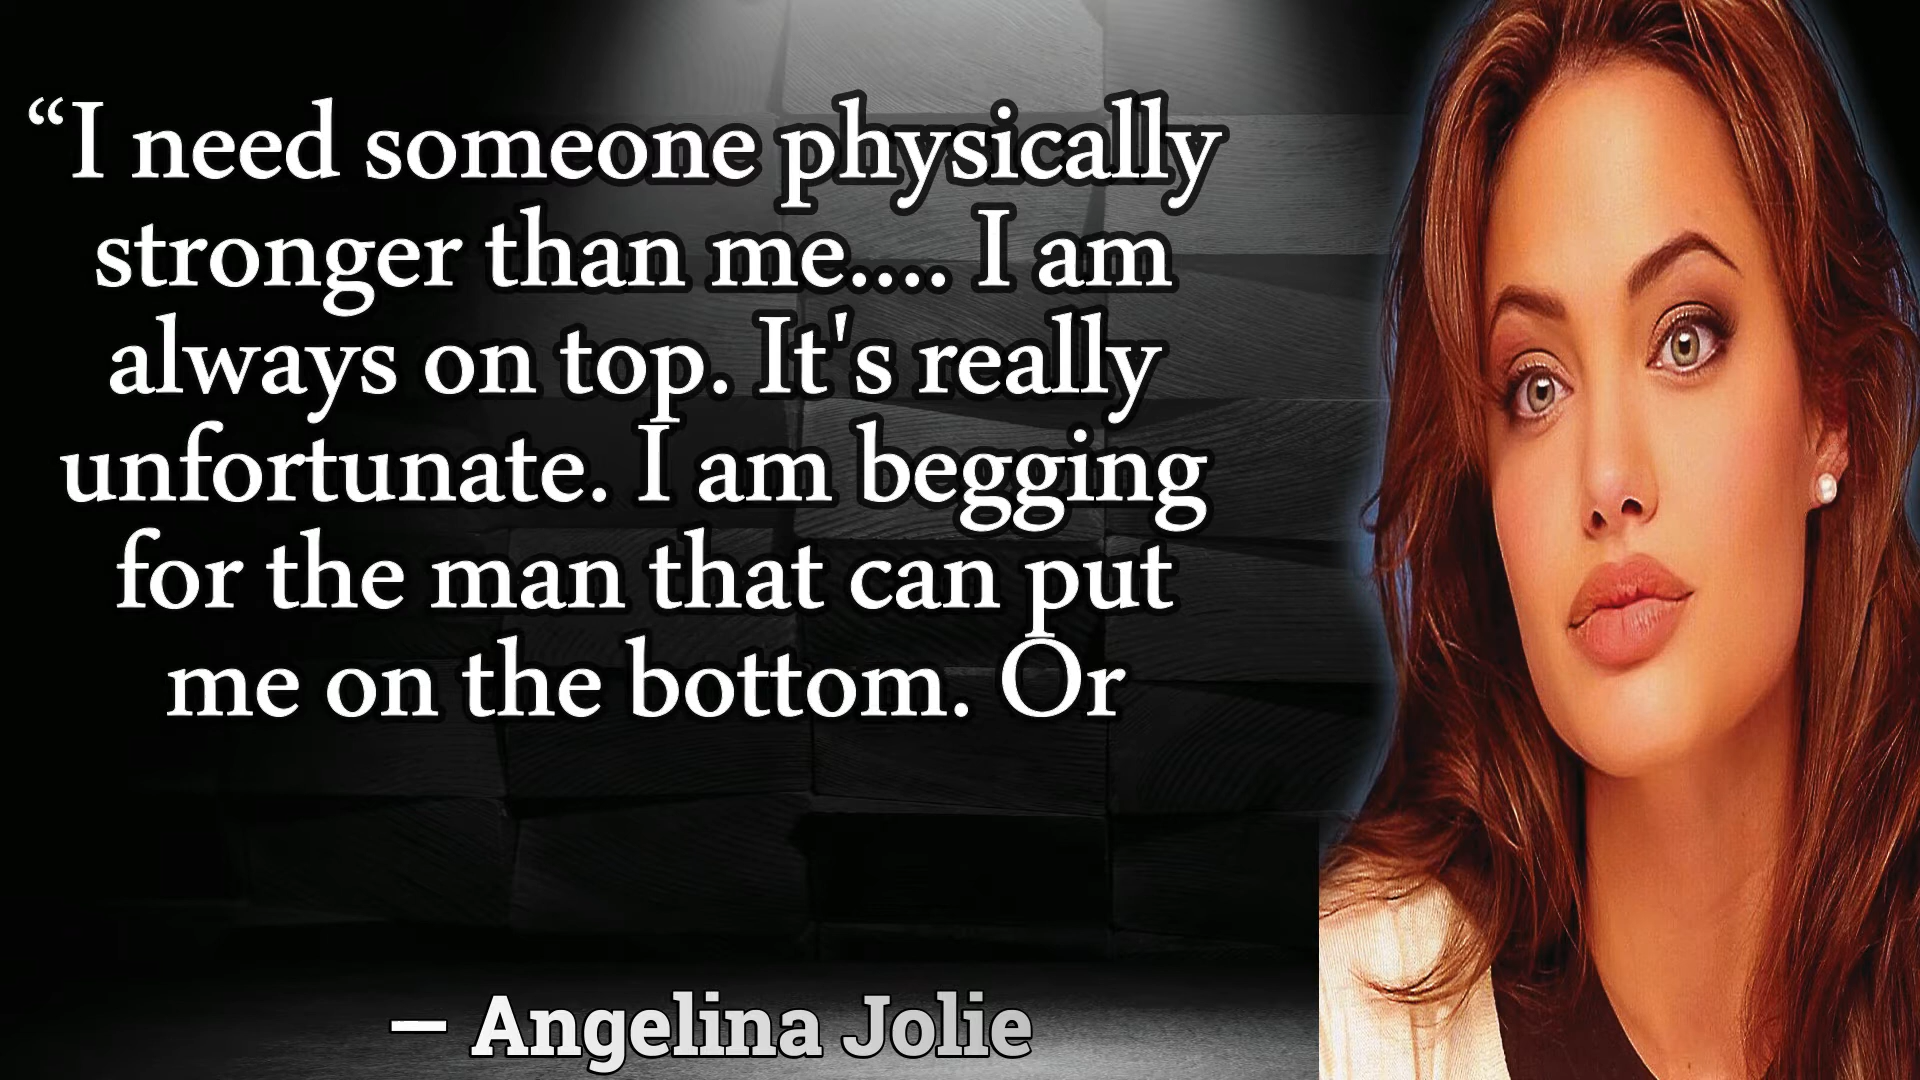 “I need someone physically
stronger than me.... I am
always on top. It's really
unfortunate. I am begging
for the man that can put
me on the bottom. Or
— Angelina Jolie